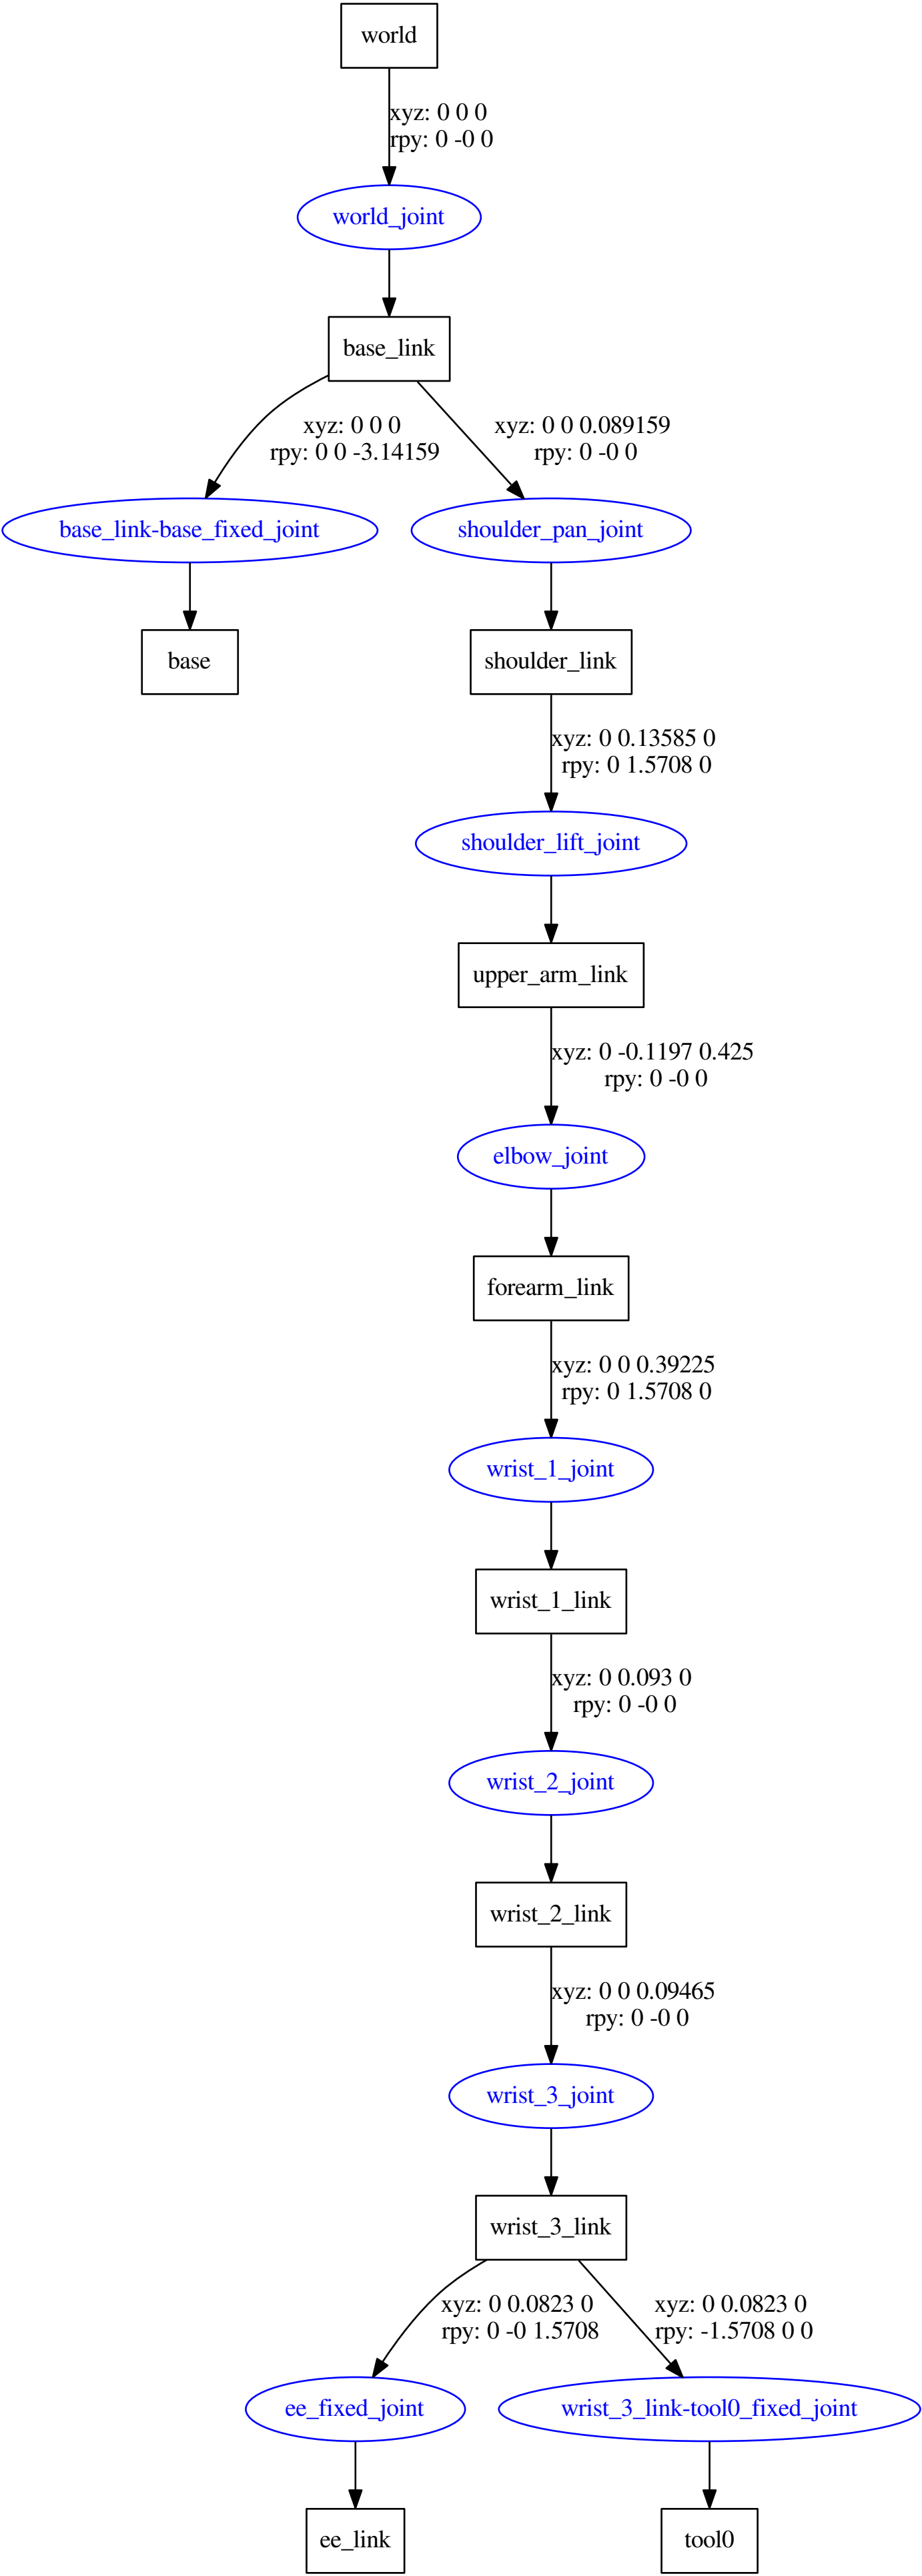 world
xyz: 0 0 0
rpy: 0 -0 0
world_joint
base_link
xyz: 0 0 0
rpy: 0 0 -3.14159
xyz: 0 0 0.089159
rpy: 0 -0 0
base_link-base_fixed_joint
shoulder_pan_joint
base
shoulder_link
xyz: 0 0.13585 0
rpy: 0 1.5708 0
shoulder_lift_joint
upper_arm_link
xyz: 0 -0.1197 0.425
rpy: 0 -0 0
elbow_joint
forearm_link
xyz: 0 0 0.39225
rpy: 0 1.5708 0
wrist_1_joint
wrist_1_link
xyz: 0 0.093 0
rpy: 0 -0 0
wrist_2_joint
wrist_2_link
xyz: 0 0 0.09465
rpy: 0 -0 0
wrist_3_joint
wrist_3_link
xyz: 0 0.0823 0
rpy: 0 -0 1.5708
xyz: 0 0.0823 0
rpy: -1.5708 0 0
ee_fixed_joint
wrist_3_link-tool0_fixed_joint
ee_link
tool0